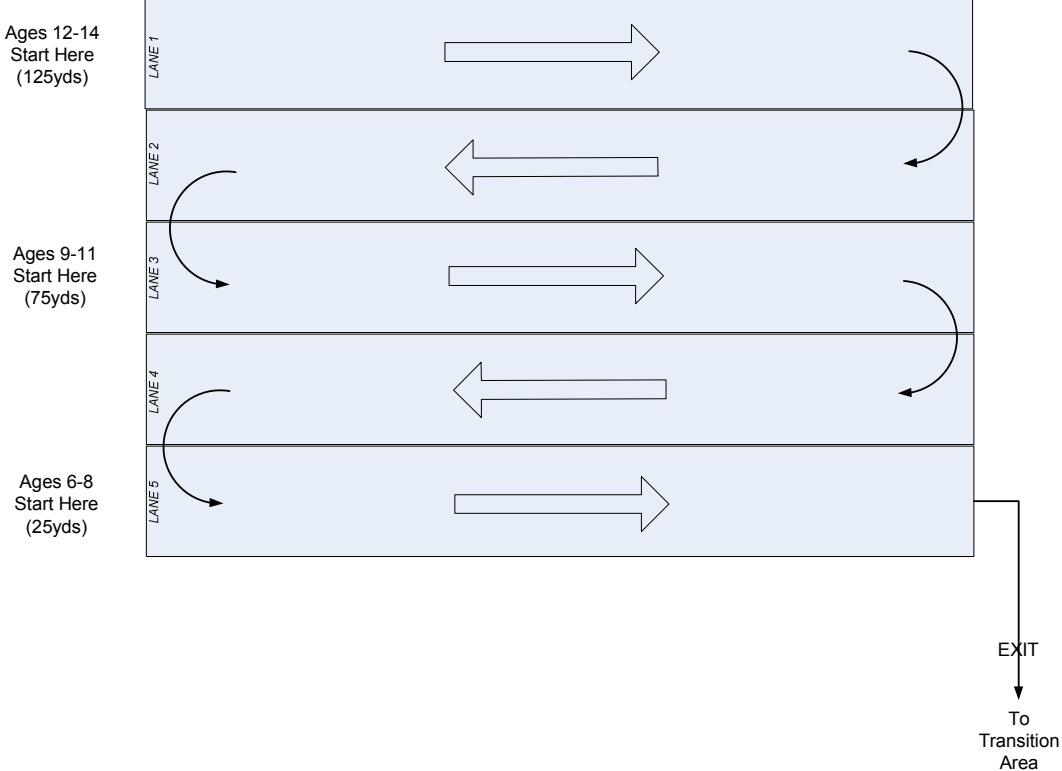 Ages 12-14
Start Here
(125yds)
LANE 1
LANE 2
Ages 9-11
Start Here
(75yds)
LANE 3
LANE 4
Ages 6-8
Start Here
(25yds)
LANE 5
EXIT
To
Transition
Area